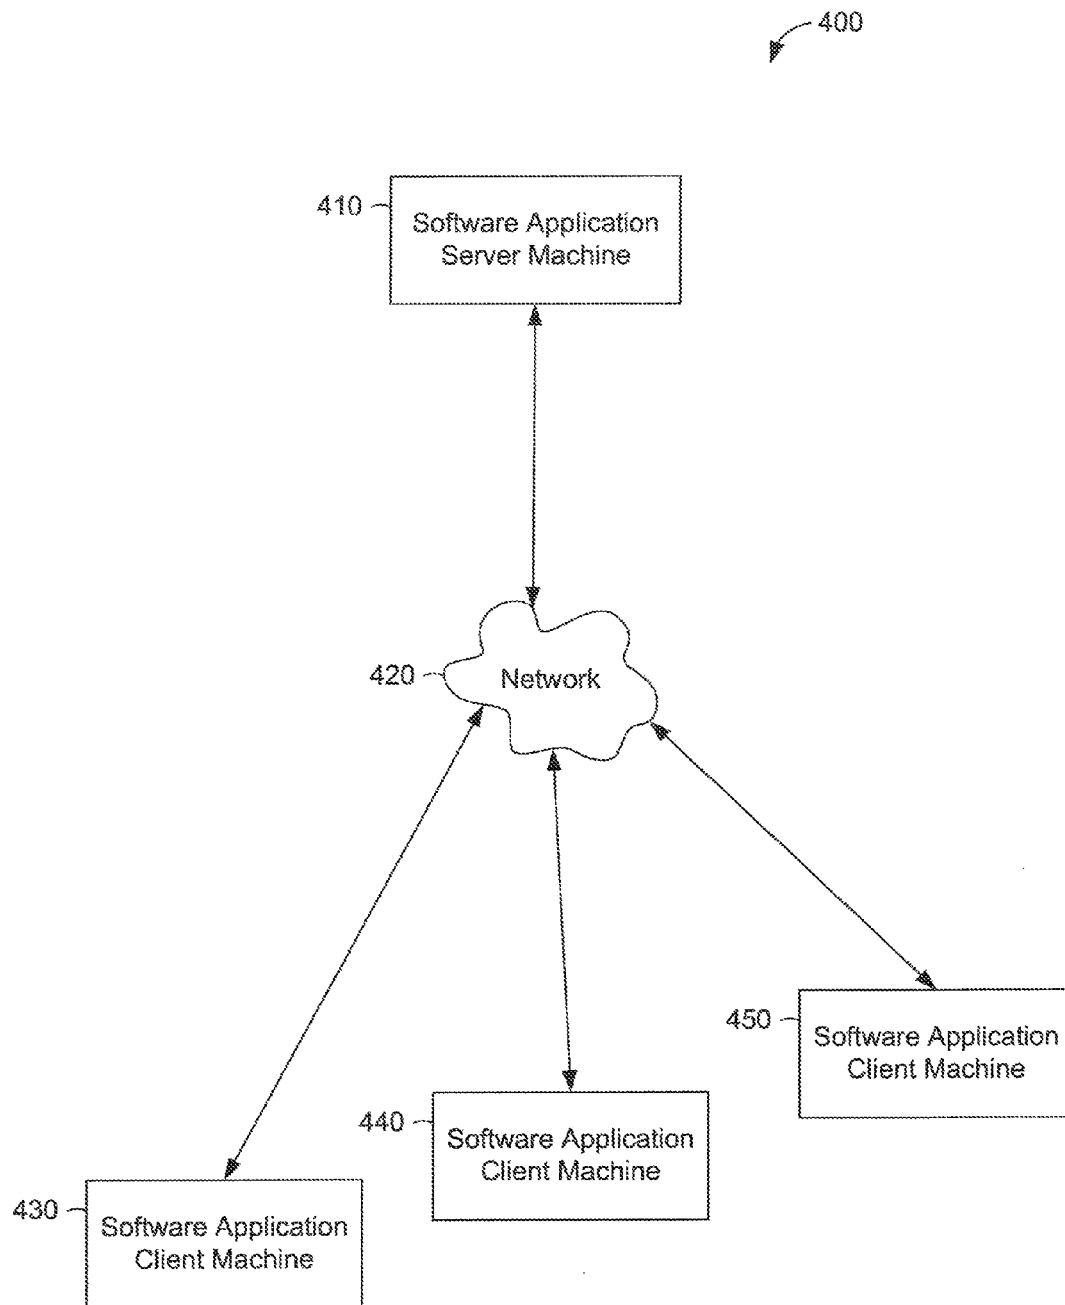 400
410
Software Application
Server Machine
420
Network
450
Software Application
Client Machine
440
Software Application
Client Machine
430
Software Application
Client Machine